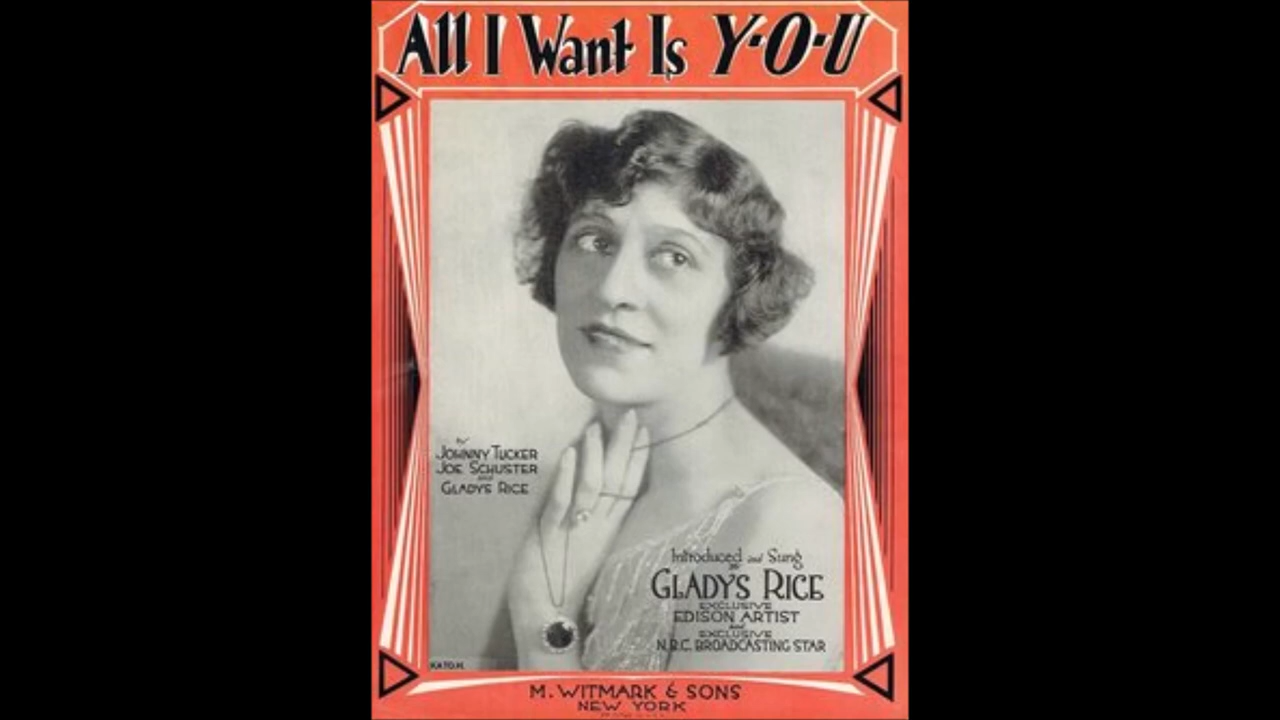 All I Want Is Y-O-U
by
JOHNNY TUCKER
JOE SCHUSTER
and
GLADYS RICE
Introduced and Sung
by
GLADYS RICE
EXCLUSIVE
EDISON ARTIST
and
EXCLUSIVE
N.B.C. BROADCASTING STAR
M. WITMARK & SONS
NEW YORK